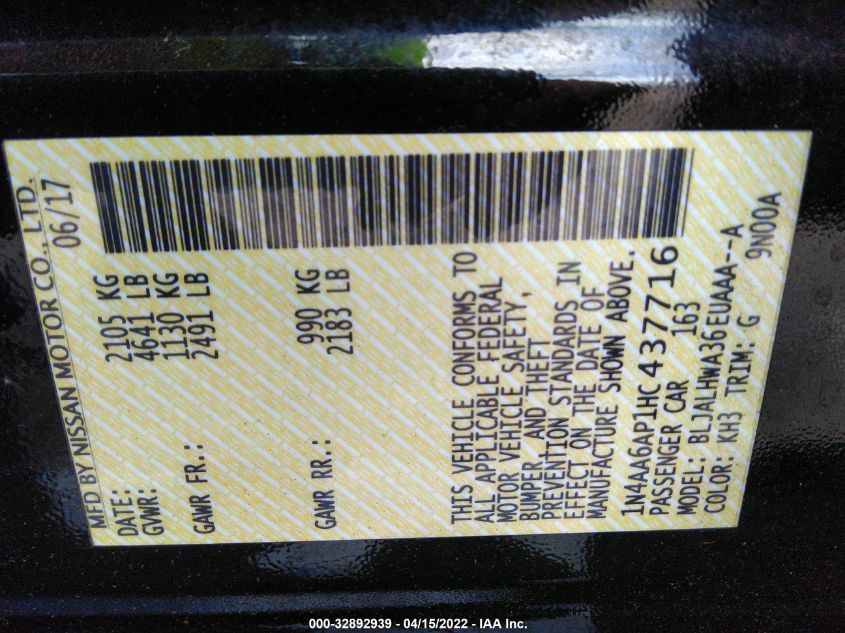 MFD BY NISSAN MOTOR CO., LTD.
DATE: 06/17
GVWR: 2105 KG
4641 LB
GAWR FR.: 1130 KG
2491 LB
GAWR RR.: 990 KG
2183 LB
THIS VEHICLE CONFORMS TO
ALL APPLICABLE FEDERAL
MOTOR VEHICLE SAFETY,
BUMPER, AND THEFT
PREVENTION STANDARDS IN
EFFECT ON THE DATE OF
MANUFACTURE SHOWN ABOVE.
1N4AA6AP1HC437716
PASSENGER CAR 163
MODEL: BLJALHWA36EUAAA--A
COLOR: KH3 TRIM: G 9N00A
000-32892939 - 04/15/2022 - IAA Inc.